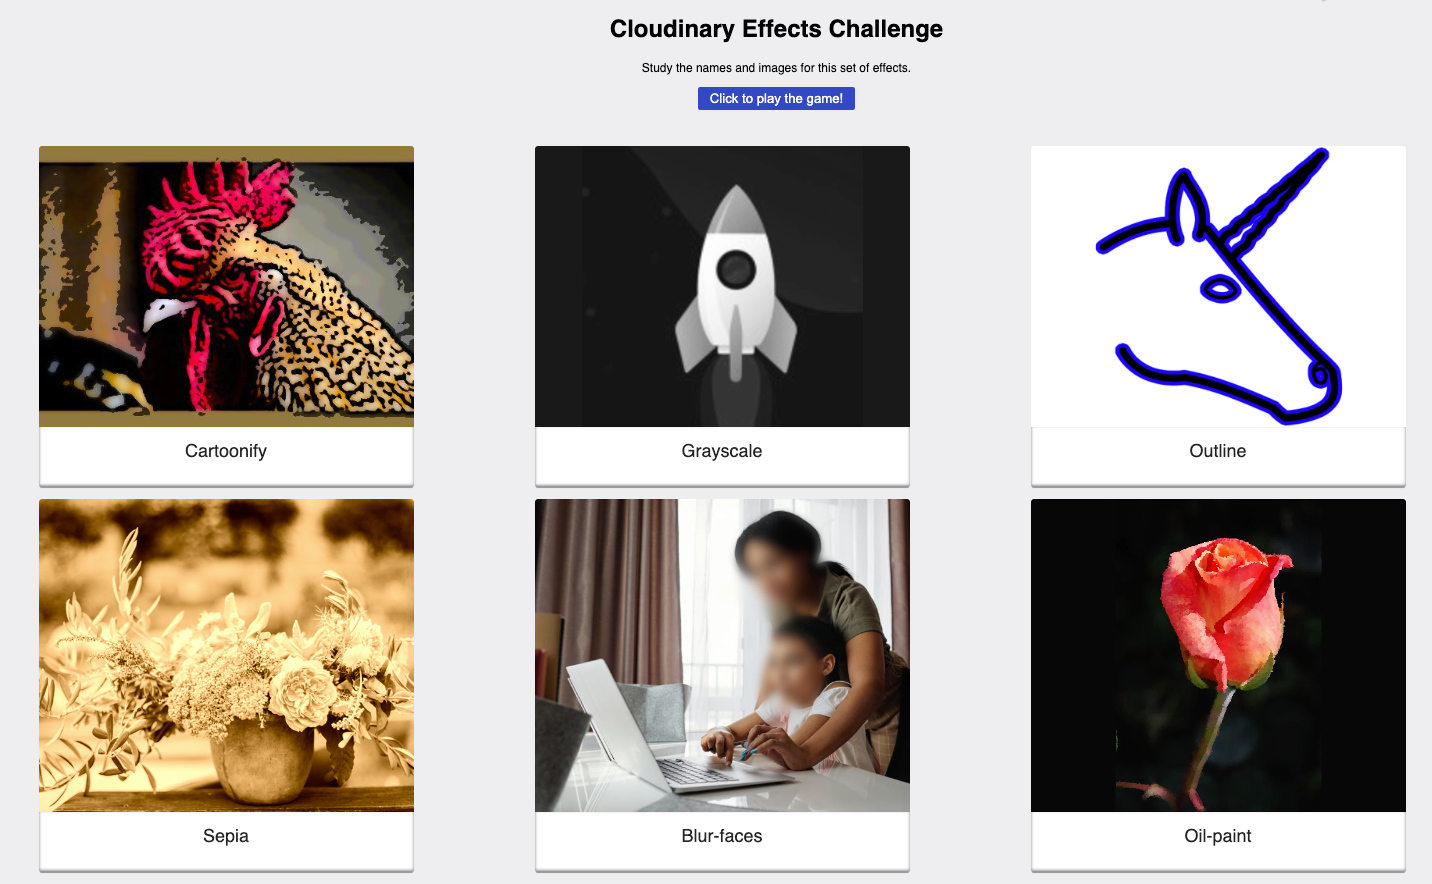 Cloudinary Effects Challenge
Study the names and images for this set of effects.
Click to play the game!
Cartoonify
Grayscale
Outline
Sepia
Blur-faces
Oil-paint